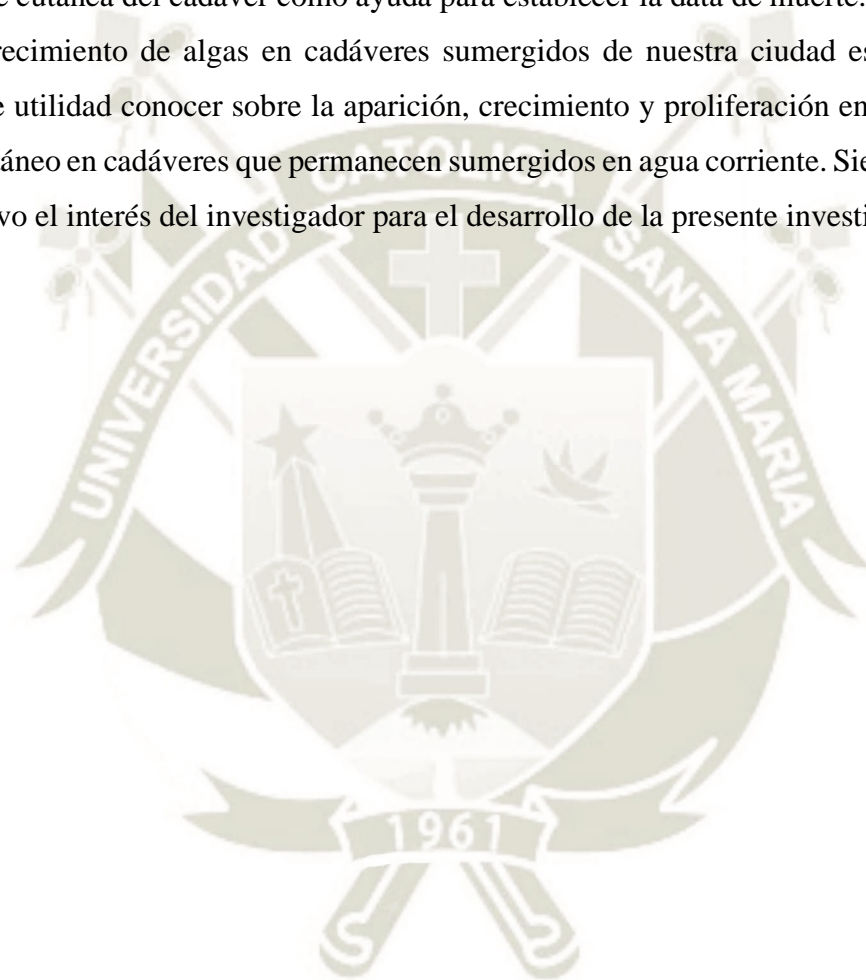 cutánea del cadáver como ayuda para establecer la data de muerte.
recimiento de algas en cadáveres sumergidos de nuestra ciudad es
utilidad conocer sobre la aparición, crecimiento y proliferación en
áneo en cadáveres que permanecen sumergidos en agua corriente. Sie
vo el interés del investigador para el desarrollo de la presente investi
UNIVERSIDAD CATOLICA SANTA MARIA
1961